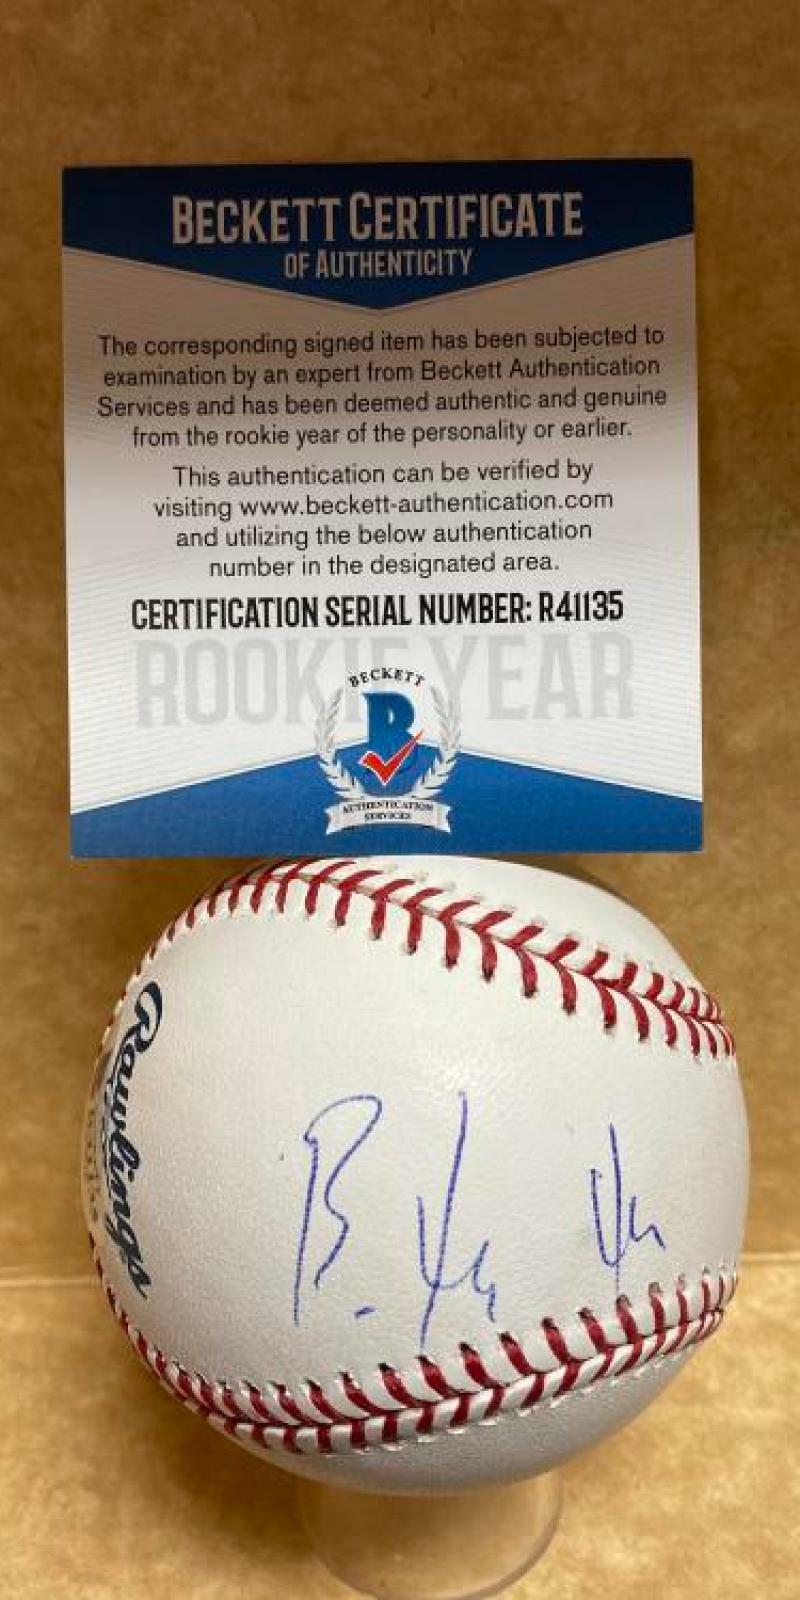 BECKETT CERTIFICATE
OF AUTHENTICITY
The corresponding signed item has been subjected to
examination by an expert from Beckett Authentication
Services and has been deemed authentic and genuine
from the rookie year of the personality or earlier.
This authentication can be verified by
visiting www.beckett-authentication.com
and utilizing the below authentication
number in the designated area.
CERTIFICATION SERIAL NUMBER: R41135
ROOKIE YEAR
BECKETT
B
AUTHENTICATION
SERVICES
Rawlings
B.